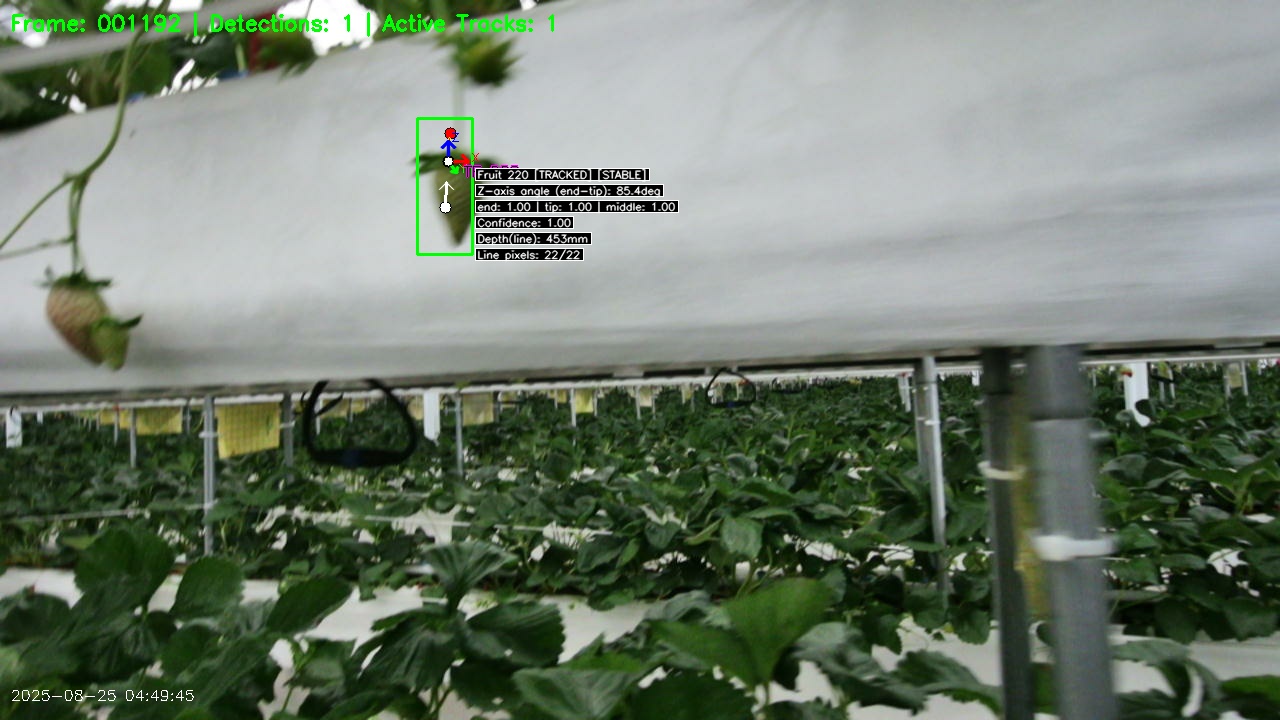 Frame: 001192 | Detections: 1 | Active Tracks: 1
Z
X
Fruit 220 [TRACKED] [STABLE]
Z-axis angle (end-tip): 85.4deg
end: 1.00 | tip: 1.00 | middle: 1.00
Confidence: 1.00
Depth(line): 453mm
Line pixels: 22/22
2025-08-25 04:49:45